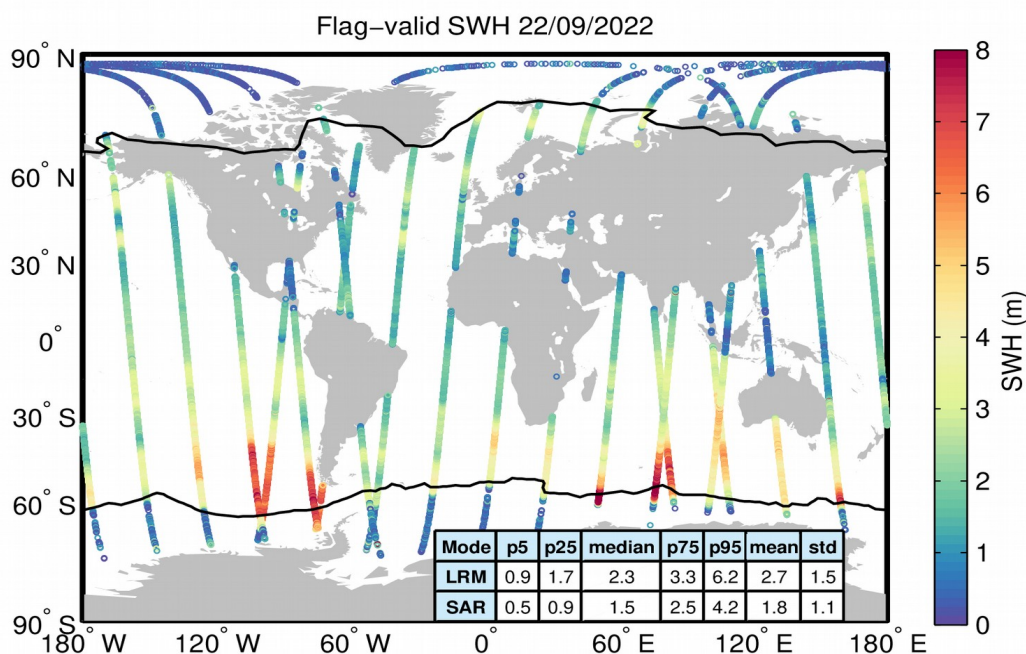 Flag−valid SWH 22/09/2022
90° N
60° N
30° N
0°
30° S
60° S
90° S
180° W
120° W
60° W
0°
60° E
120° E
180° E
Mode p5 p25 median p75 p95 mean std
LRM 0.9 1.7 2.3 3.3 6.2 2.7 1.5
SAR 0.5 0.9 1.5 2.5 4.2 1.8 1.1
8
7
6
5
4
3
2
1
0
SWH (m)